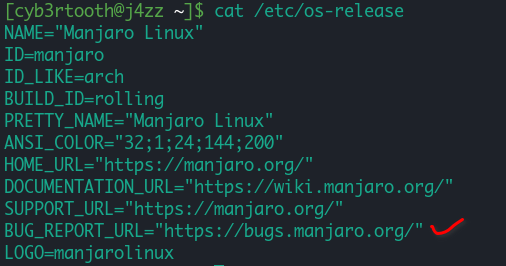 [cyb3rtooth@j4zz ~]$ cat /etc/os-release
NAME="Manjaro Linux"
ID=manjaro
ID_LIKE=arch
BUILD_ID=rolling
PRETTY_NAME="Manjaro Linux"
ANSI_COLOR="32;1;24;144;200"
HOME_URL="https://manjaro.org/"
DOCUMENTATION_URL="https://wiki.manjaro.org/"
SUPPORT_URL="https://manjaro.org/"
BUG_REPORT_URL="https://bugs.manjaro.org/"
LOGO=manjarolinux